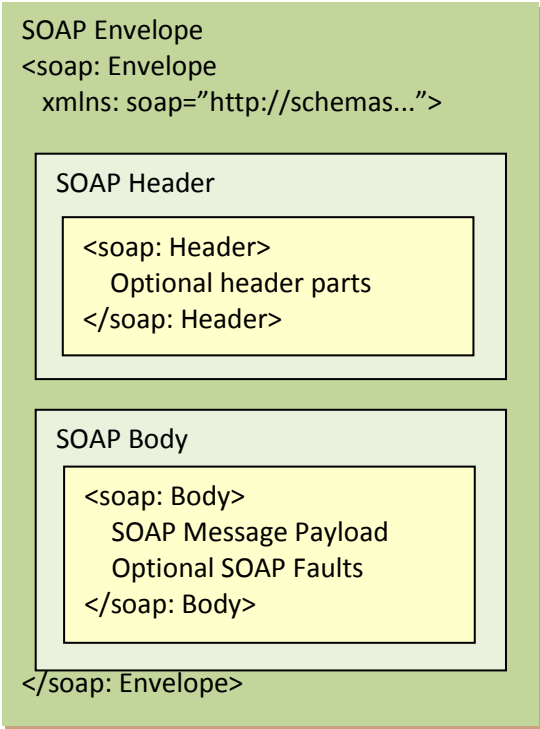 SOAP Envelope
<soap: Envelope
xmlns: soap=”http://schemas...”>
SOAP Header
<soap: Header>
Optional header parts
</soap: Header>
SOAP Body
<soap: Body>
SOAP Message Payload
Optional SOAP Faults
</soap: Body>
</soap: Envelope>